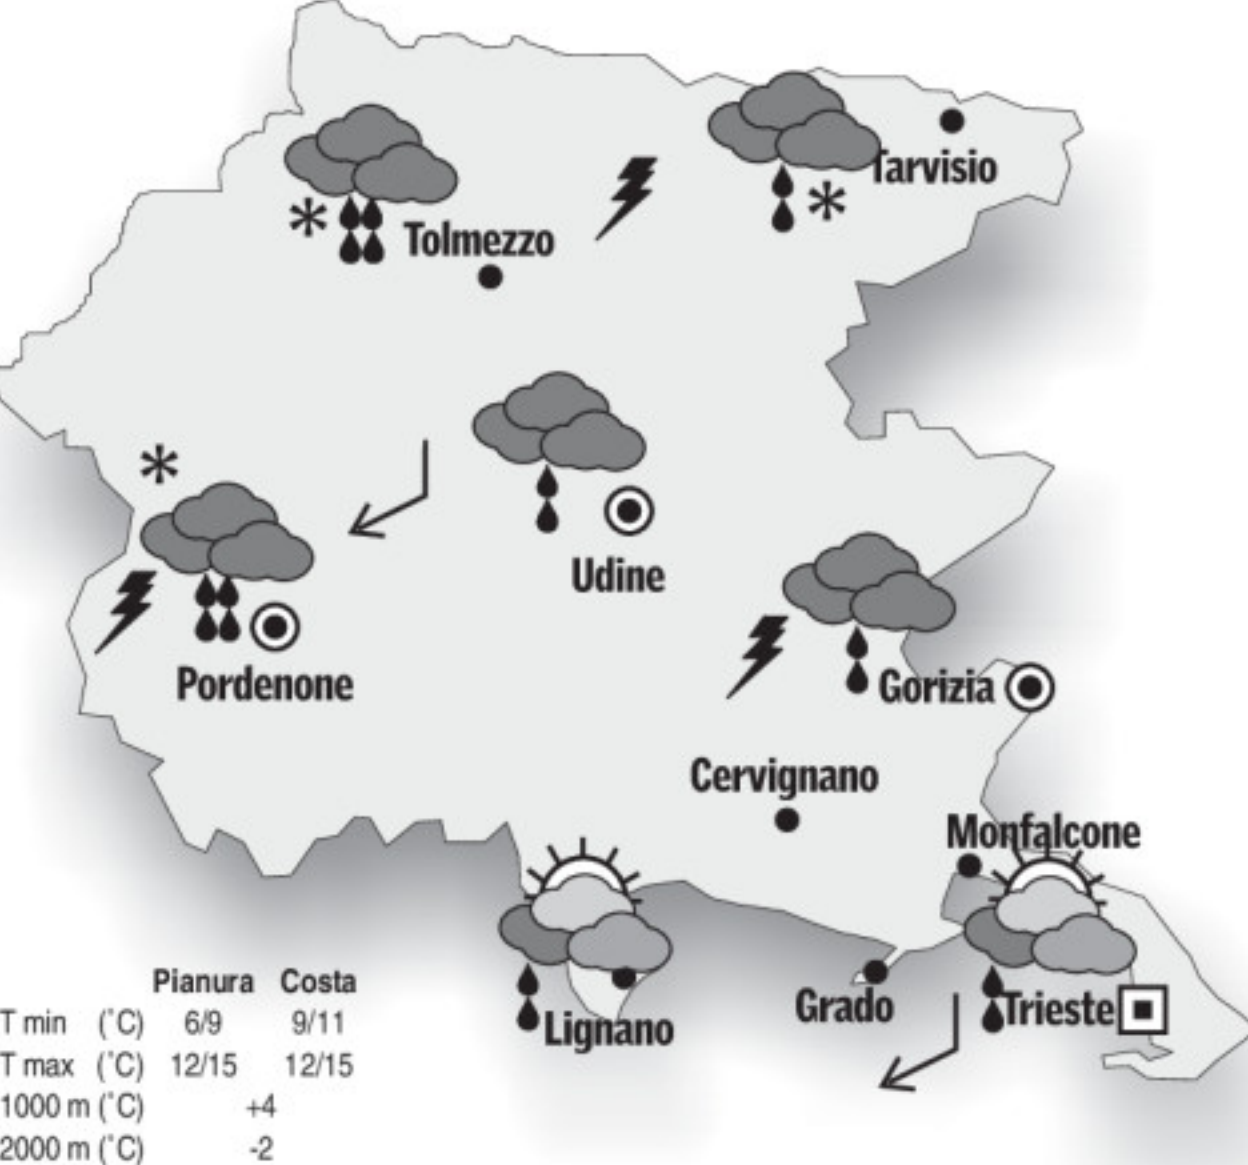 Tarvisio
Tolmezzo
Udine
Pordenone
Gorizia
Cervignano
Monfalcone
Grado
Trieste
Lignano
Pianura Costa
T min (°C) 6/9 9/11
T max (°C) 12/15 12/15
1000 m (°C) +4
2000 m (°C) -2